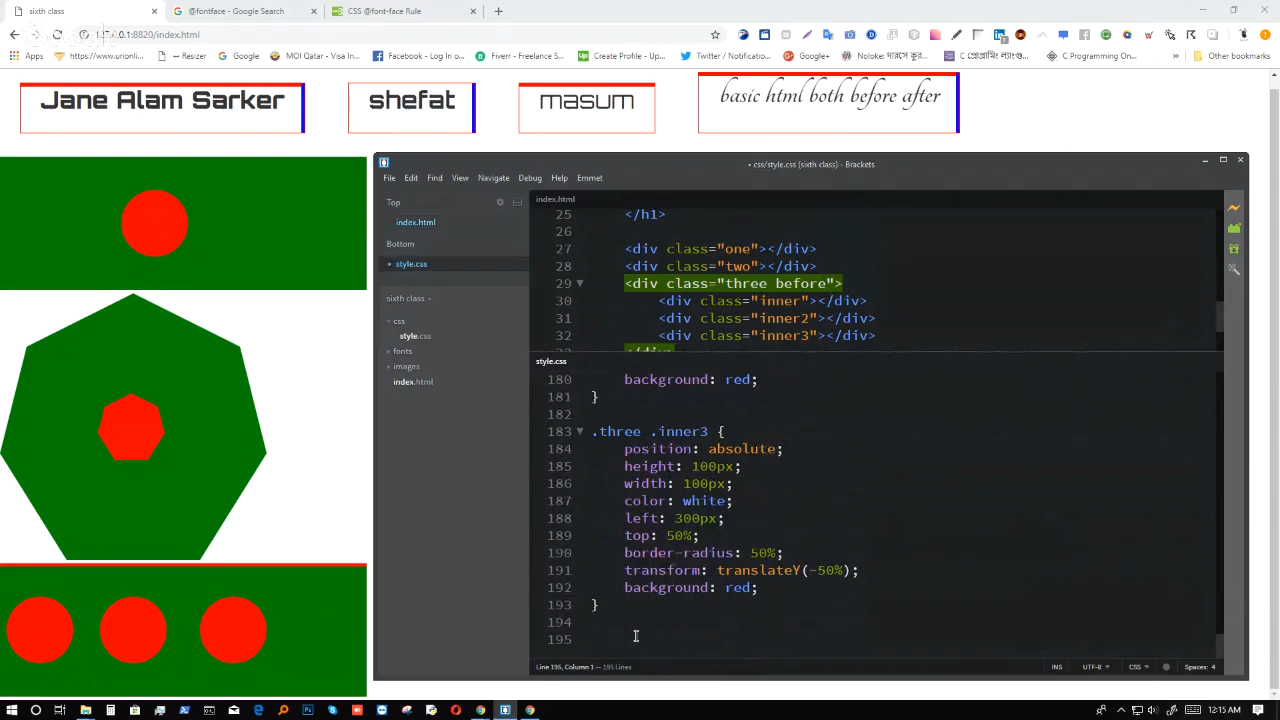 sixth class
@fontface - Google Search
CSS @font-face Rule
127.0.0.1:8820/index.html
Apps
https://www.urionlin
‹-› Resizer
Google
MOI,Qatar - Visa In
Facebook - Log In o
Fiverr - Freelance S
Create Profile - Up
Twitter
(1) LinkedIn
Google+
C Programming On
Other bookmarks
Jane Alam Sarker
shefat
masum
basic html both before after
• css/style.css (sixth class) - Brackets
File Edit Find View Navigate Debug Help Emmet
Top
index.html
Bottom
• style.css
sixth class
css
style.css
fonts
images
index.html
index.html
25 </h1>
26
27 <div class="one"></div>
28 <div class="two"></div>
29 <div class="three before">
30 <div class="inner"></div>
31 <div class="inner2"></div>
32 <div class="inner3"></div>
33 </div>
style.css
180 background: red;
181 }
182
183 .three .inner3 {
184 position: absolute;
185 height: 100px;
186 width: 100px;
187 color: white;
188 left: 300px;
189 top: 50%;
190 border-radius: 50%;
191 transform: translateY(-50%);
192 background: red;
193 }
194
195
Line 195, Column 1 — 195 Lines
INS UTF-8 CSS Spaces: 4
12:15 AM